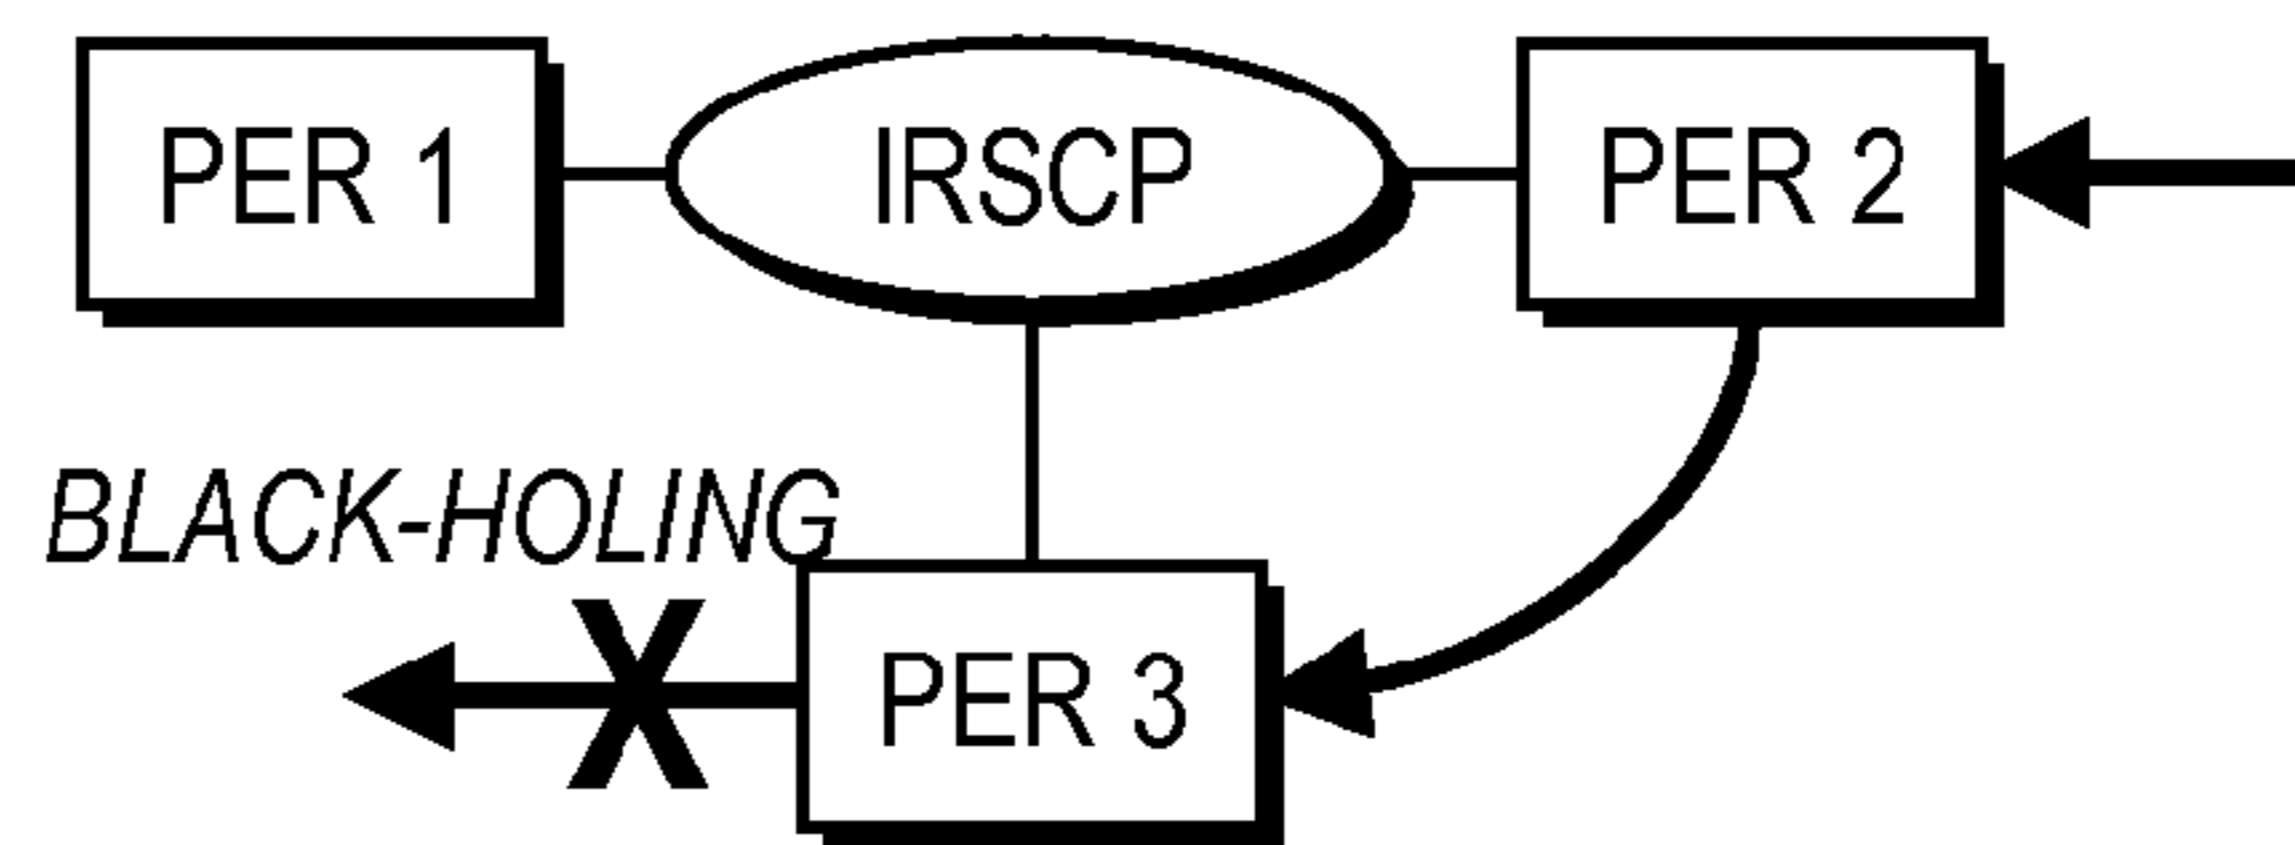 PER 1
IRSCP
PER 2
BLACK-HOLING
X
PER 3